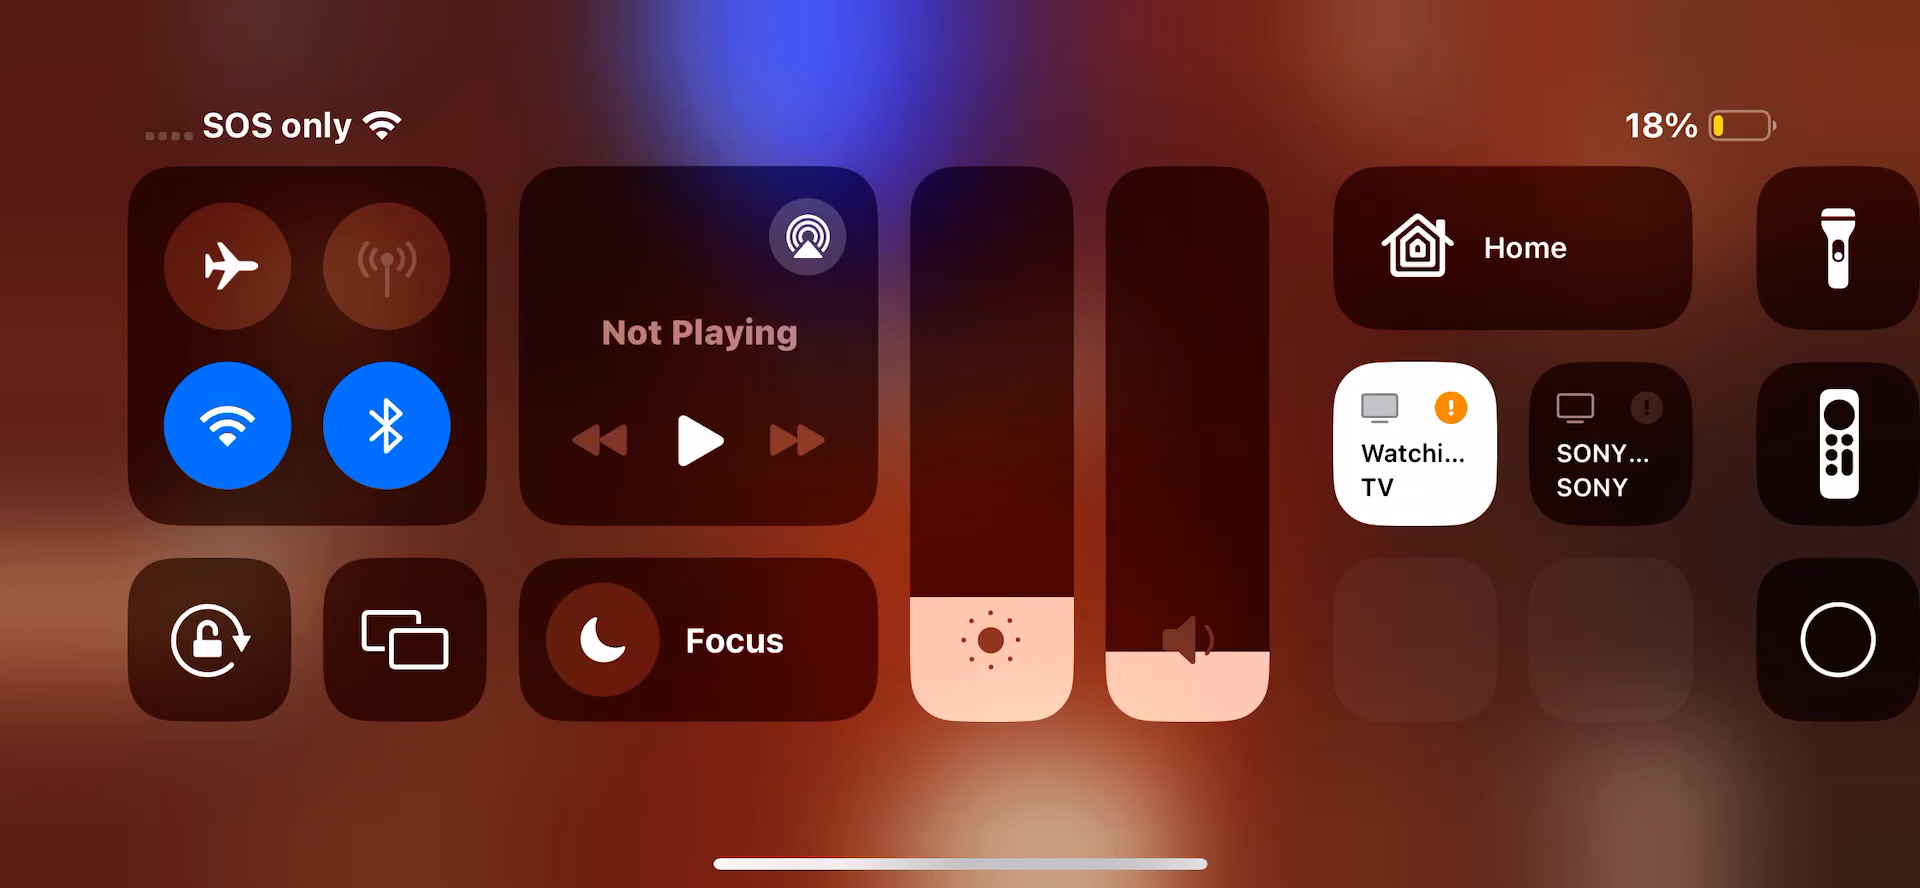 SOS only
18%
Not Playing
Home
Watchi...
TV
SONY...
SONY
Focus